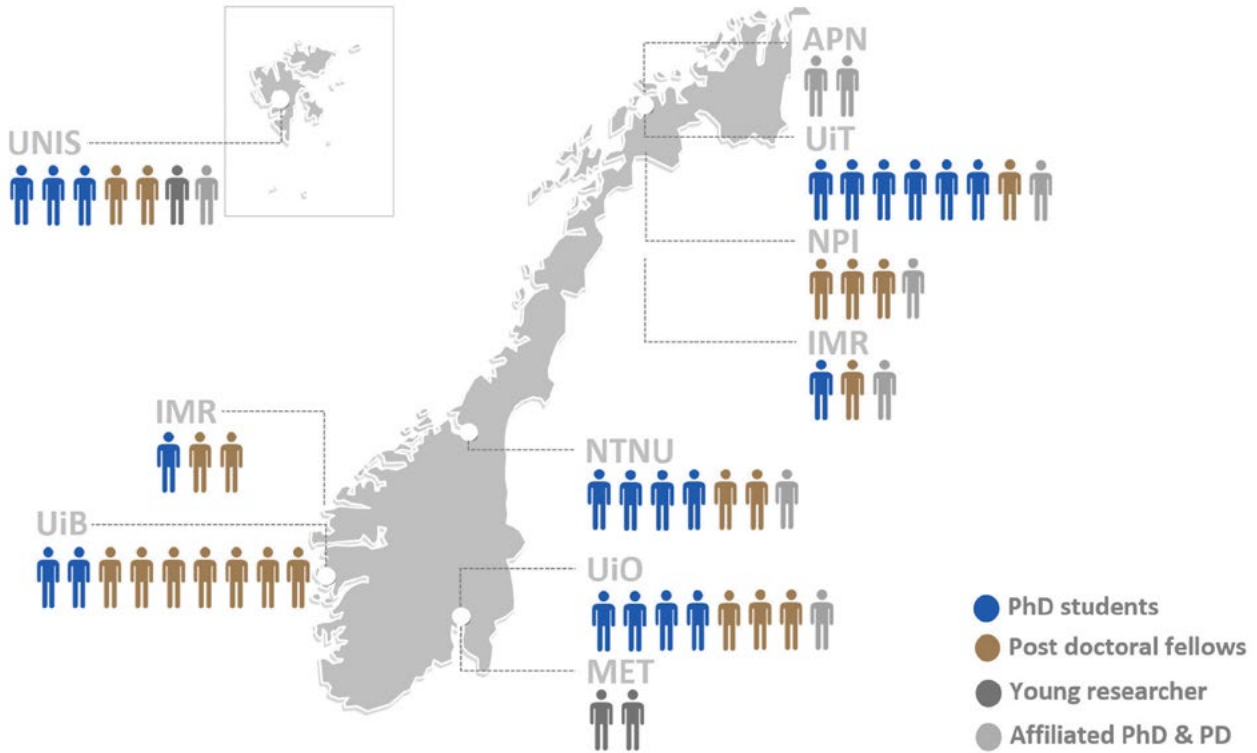 APN
UNIS
UiT
NPI
IMR
IMR
NTNU
UiB
UiO
MET
PhD students
Post doctoral fellows
Young researcher
Affiliated PhD & PD